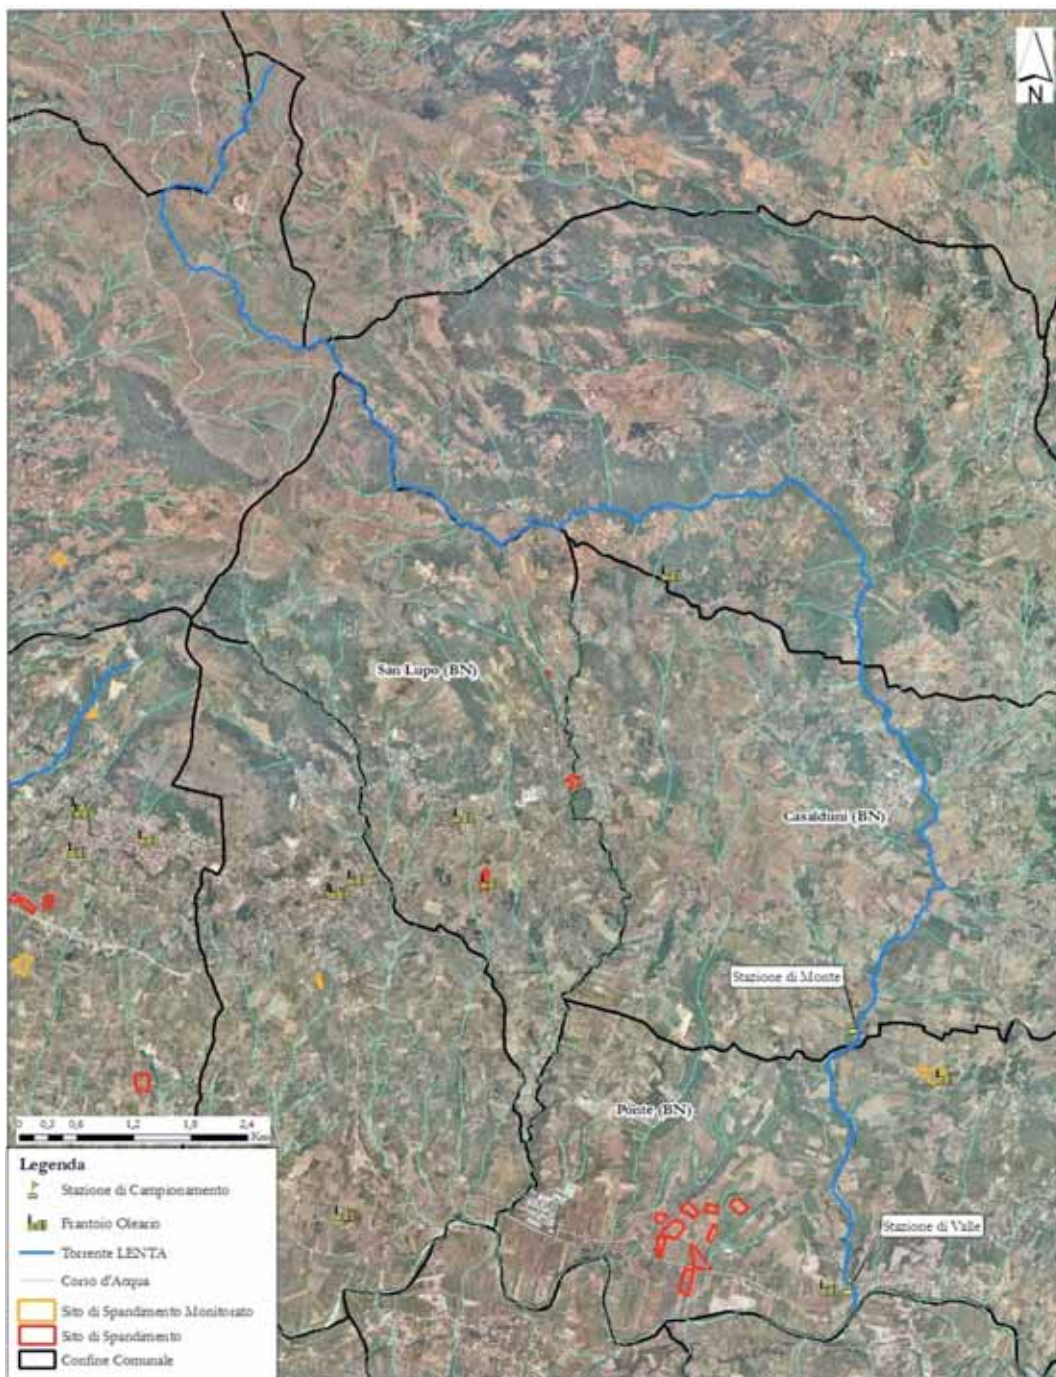 N
San Lupo (BN)
Casalduni (BN)
Stazione di Monte
Ponte (BN)
0 0,3 0,6 1,2 1,8 2,4
Km
Stazione di Valle
Legenda
Stazione di Campionamento
Frantoio Oleario
Torrente LENTA
Corso d'Acqua
Sito di Spandimento Monitorato
Sito di Spandimento
Confine Comunale